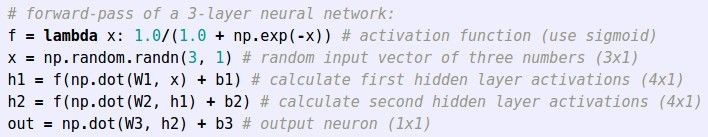 # forward-pass of a 3-layer neural network:
f = lambda x: 1.0/(1.0 + np.exp(-x)) # activation function (use sigmoid)
x = np.random.randn(3, 1) # random input vector of three numbers (3x1)
h1 = f(np.dot(W1, x) + b1) # calculate first hidden layer activations (4x1)
h2 = f(np.dot(W2, h1) + b2) # calculate second hidden layer activations (4x1)
out = np.dot(W3, h2) + b3 # output neuron (1x1)